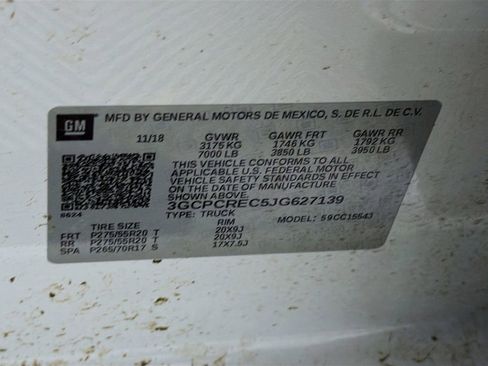 GM MFD BY GENERAL MOTORS DE MEXICO, S. DE R.L. DE C.V.
11/18 GVWR GAWR FRT GAWR RR
3175 KG 1746 KG 1792 KG
7000 LB 3850 LB 3950 LB
THIS VEHICLE CONFORMS TO ALL
APPLICABLE U.S. FEDERAL MOTOR
VEHICLE SAFETY STANDARDS
IN EFFECT ON THE DATE OF MANUFACTURE
SHOWN ABOVE
3GCPCREC5JG627139
6624 TYPE: TRUCK MODEL: 59CC15543
TIRE SIZE RIM
FRT P275/55R20 T 20X9J
RR P275/55R20 T 20X9J
SPA P265/70R17 S 17X7.0J